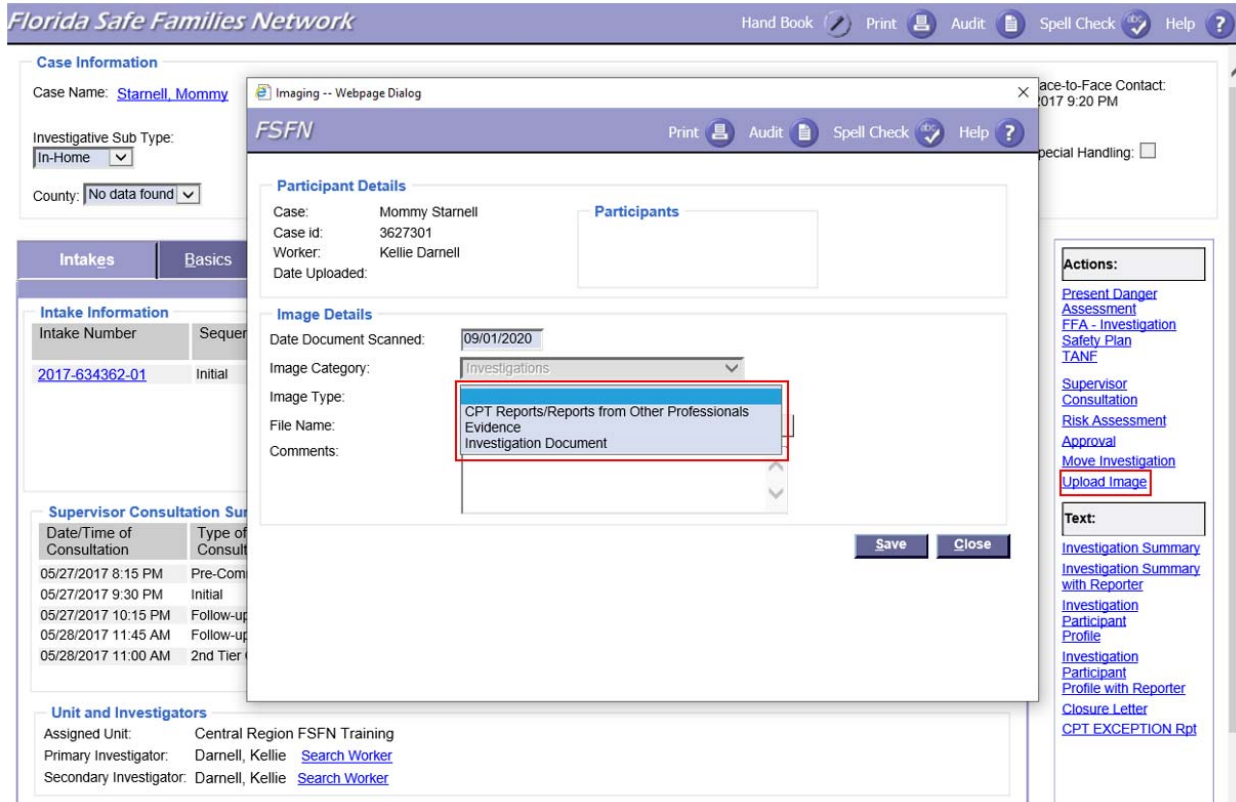 Florida Safe Families Network
Hand Book Print Audit Spell Check Help ?
Case Information
Case Name: Starnell, Mommy
ace-to-Face Contact:
2017 9:20 PM
Investigative Sub Type:
In-Home
pecial Handling:
County: No data found
Imaging -- Webpage Dialog
FSFN
Print Audit Spell Check Help ?
Participant Details
Case: Mommy Starnell
Case id: 3627301
Worker: Kellie Darnell
Date Uploaded:
Participants
Image Details
Date Document Scanned: 09/01/2020
Image Category: Investigations
Image Type:
CPT Reports/Reports from Other Professionals
Evidence
Investigation Document
File Name:
Comments:
Save Close
Intakes Basics
Intake Information
Intake Number Sequen
2017-634362-01 Initial
Supervisor Consultation Sur
Date/Time of Type of
Consultation Consult
05/27/2017 8:15 PM Pre-Com
05/27/2017 9:30 PM Initial
05/27/2017 10:15 PM Follow-up
05/28/2017 11:45 AM Follow-up
05/28/2017 11:00 AM 2nd Tier
Unit and Investigators
Assigned Unit: Central Region FSFN Training
Primary Investigator: Darnell, Kellie Search Worker
Secondary Investigator: Darnell, Kellie Search Worker
Actions:
Present Danger
Assessment
FFA - Investigation
Safety Plan
TANF
Supervisor
Consultation
Risk Assessment
Approval
Move Investigation
Upload Image
Text:
Investigation Summary
Investigation Summary
with Reporter
Investigation
Participant
Profile
Investigation
Participant
Profile with Reporter
Closure Letter
CPT EXCEPTION Rpt